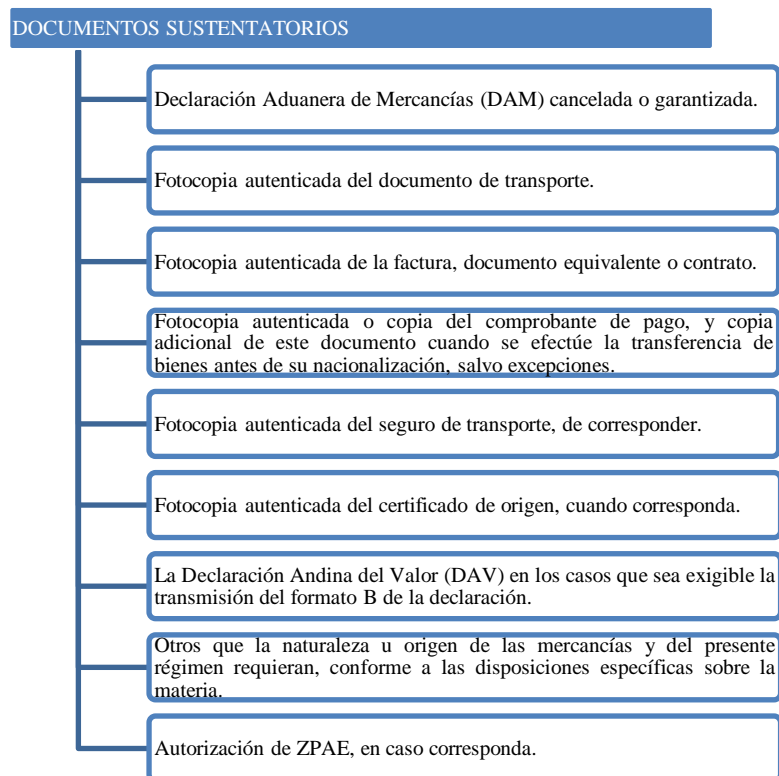 DOCUMENTOS SUSTENTATORIOS
Declaración Aduanera de Mercancías (DAM) cancelada o garantizada.
Fotocopia autenticada del documento de transporte.
Fotocopia autenticada de la factura, documento equivalente o contrato.
Fotocopia autenticada o copia del comprobante de pago, y copia
adicional de este documento cuando se efectúe la transferencia de
bienes antes de su nacionalización, salvo excepciones.
Fotocopia autenticada del seguro de transporte, de corresponder.
Fotocopia autenticada del certificado de origen, cuando corresponda.
La Declaración Andina del Valor (DAV) en los casos que sea exigible la
transmisión del formato B de la declaración.
Otros que la naturaleza u origen de las mercancías y del presente
régimen requieran, conforme a las disposiciones específicas sobre la
materia.
Autorización de ZPAE, en caso corresponda.